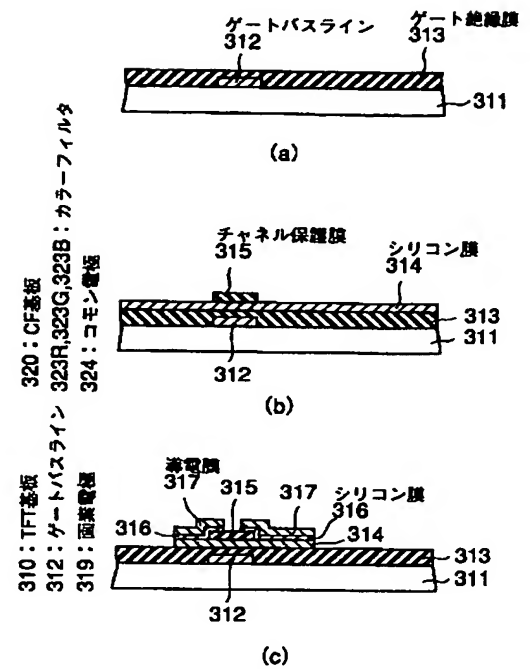 ゲートバスライン
312
ゲート絶縁膜
313
311
(a)
チャネル保護膜
315
シリコン膜
314
313
311
312
(b)
導電膜
317
315
317
シリコン膜
316
316
314
313
311
312
(c)
310:TFT基板
312:ゲートバスライン
319:画素電極
320:CF基板
323R,323G,323B:カラーフィルタ
324:コモン電極